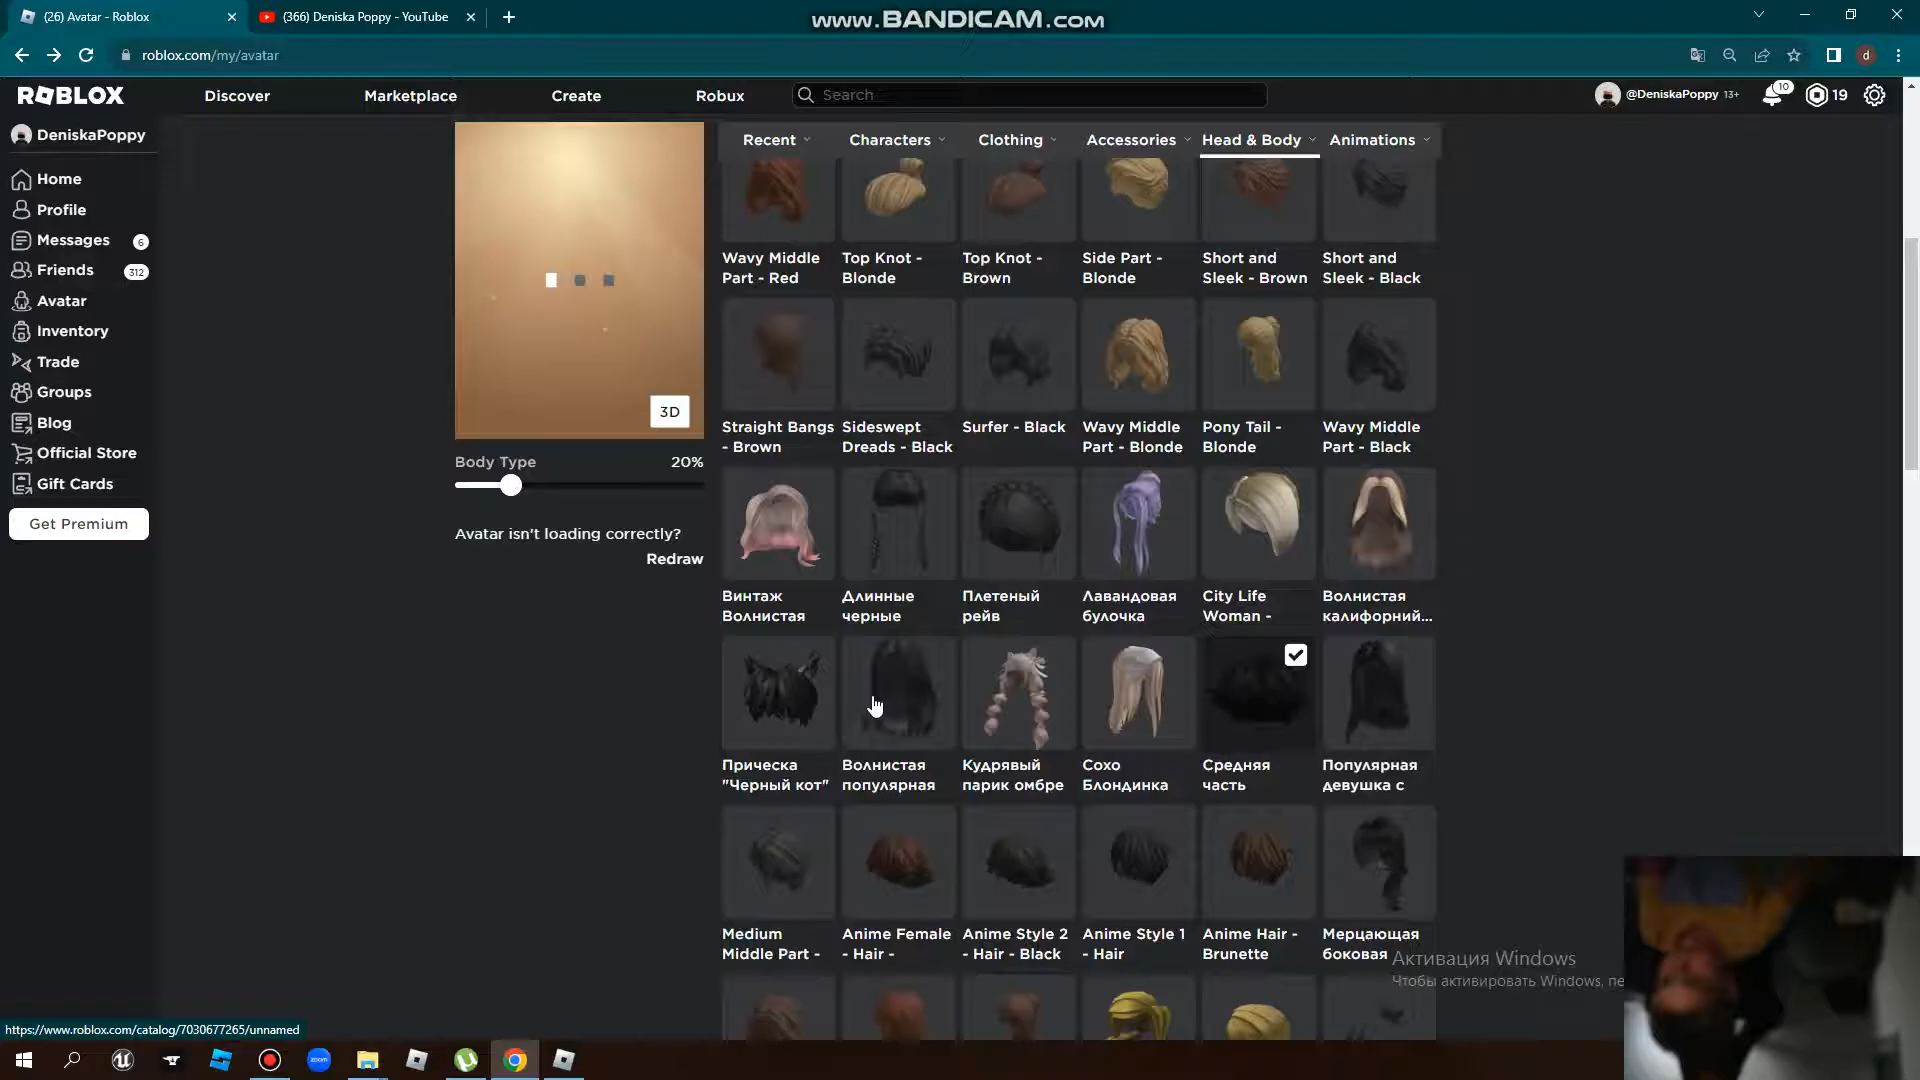 (26) Avatar - Roblox
(366) Deniska Poppy - YouTube
www.BANDICAM.com
roblox.com/my/avatar
d
ROBLOX
Discover
Marketplace
Create
Robux
Search
@DeniskaPoppy 13+
10
19
DeniskaPoppy
Home
Profile
Messages
6
Friends
312
Avatar
Inventory
Trade
Groups
Blog
Official Store
Gift Cards
Get Premium
3D
Body Type
20%
Avatar isn't loading correctly?
Redraw
Recent
Characters
Clothing
Accessories
Head & Body
Animations
Wavy Middle
Part - Red
Top Knot -
Blonde
Top Knot -
Brown
Side Part -
Blonde
Short and
Sleek - Brown
Short and
Sleek - Black
Straight Bangs
- Brown
Sideswept
Dreads - Black
Surfer - Black
Wavy Middle
Part - Blonde
Pony Tail -
Blonde
Wavy Middle
Part - Black
Винтаж
Волнистая
Длинные
черные
Плетеный
рейв
Лавандовая
булочка
City Life
Woman -
Волнистая
калифорний...
Прическа
"Черный кот"
Волнистая
популярная
Кудрявый
парик омбре
Сохо
Блондинка
Средняя
часть
Популярная
девушка с
Medium
Middle Part -
Anime Female
- Hair -
Anime Style 2
- Hair - Black
Anime Style 1
- Hair
Anime Hair -
Brunette
Мерцающая
боковая
Активация Windows
Чтобы активировать Windows, пе
https://www.roblox.com/catalog/7030677265/unnamed
zoom